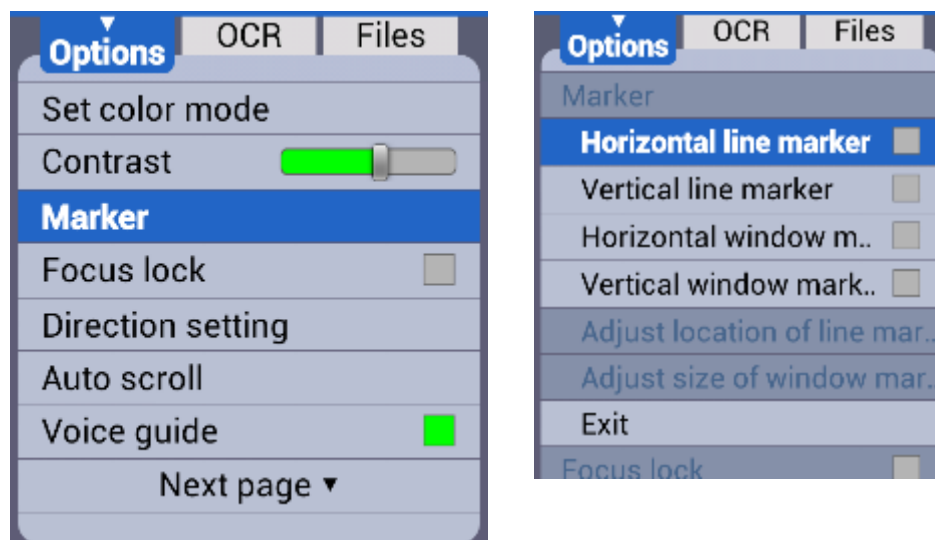 Options OCR Files
Set color mode
Contrast
Marker
Focus lock
Direction setting
Auto scroll
Voice guide
Next page ▼
Options OCR Files
Marker
Horizontal line marker
Vertical line marker
Horizontal window m..
Vertical window mark..
Adjust location of line mar..
Adjust size of window mar..
Exit
Focus lock